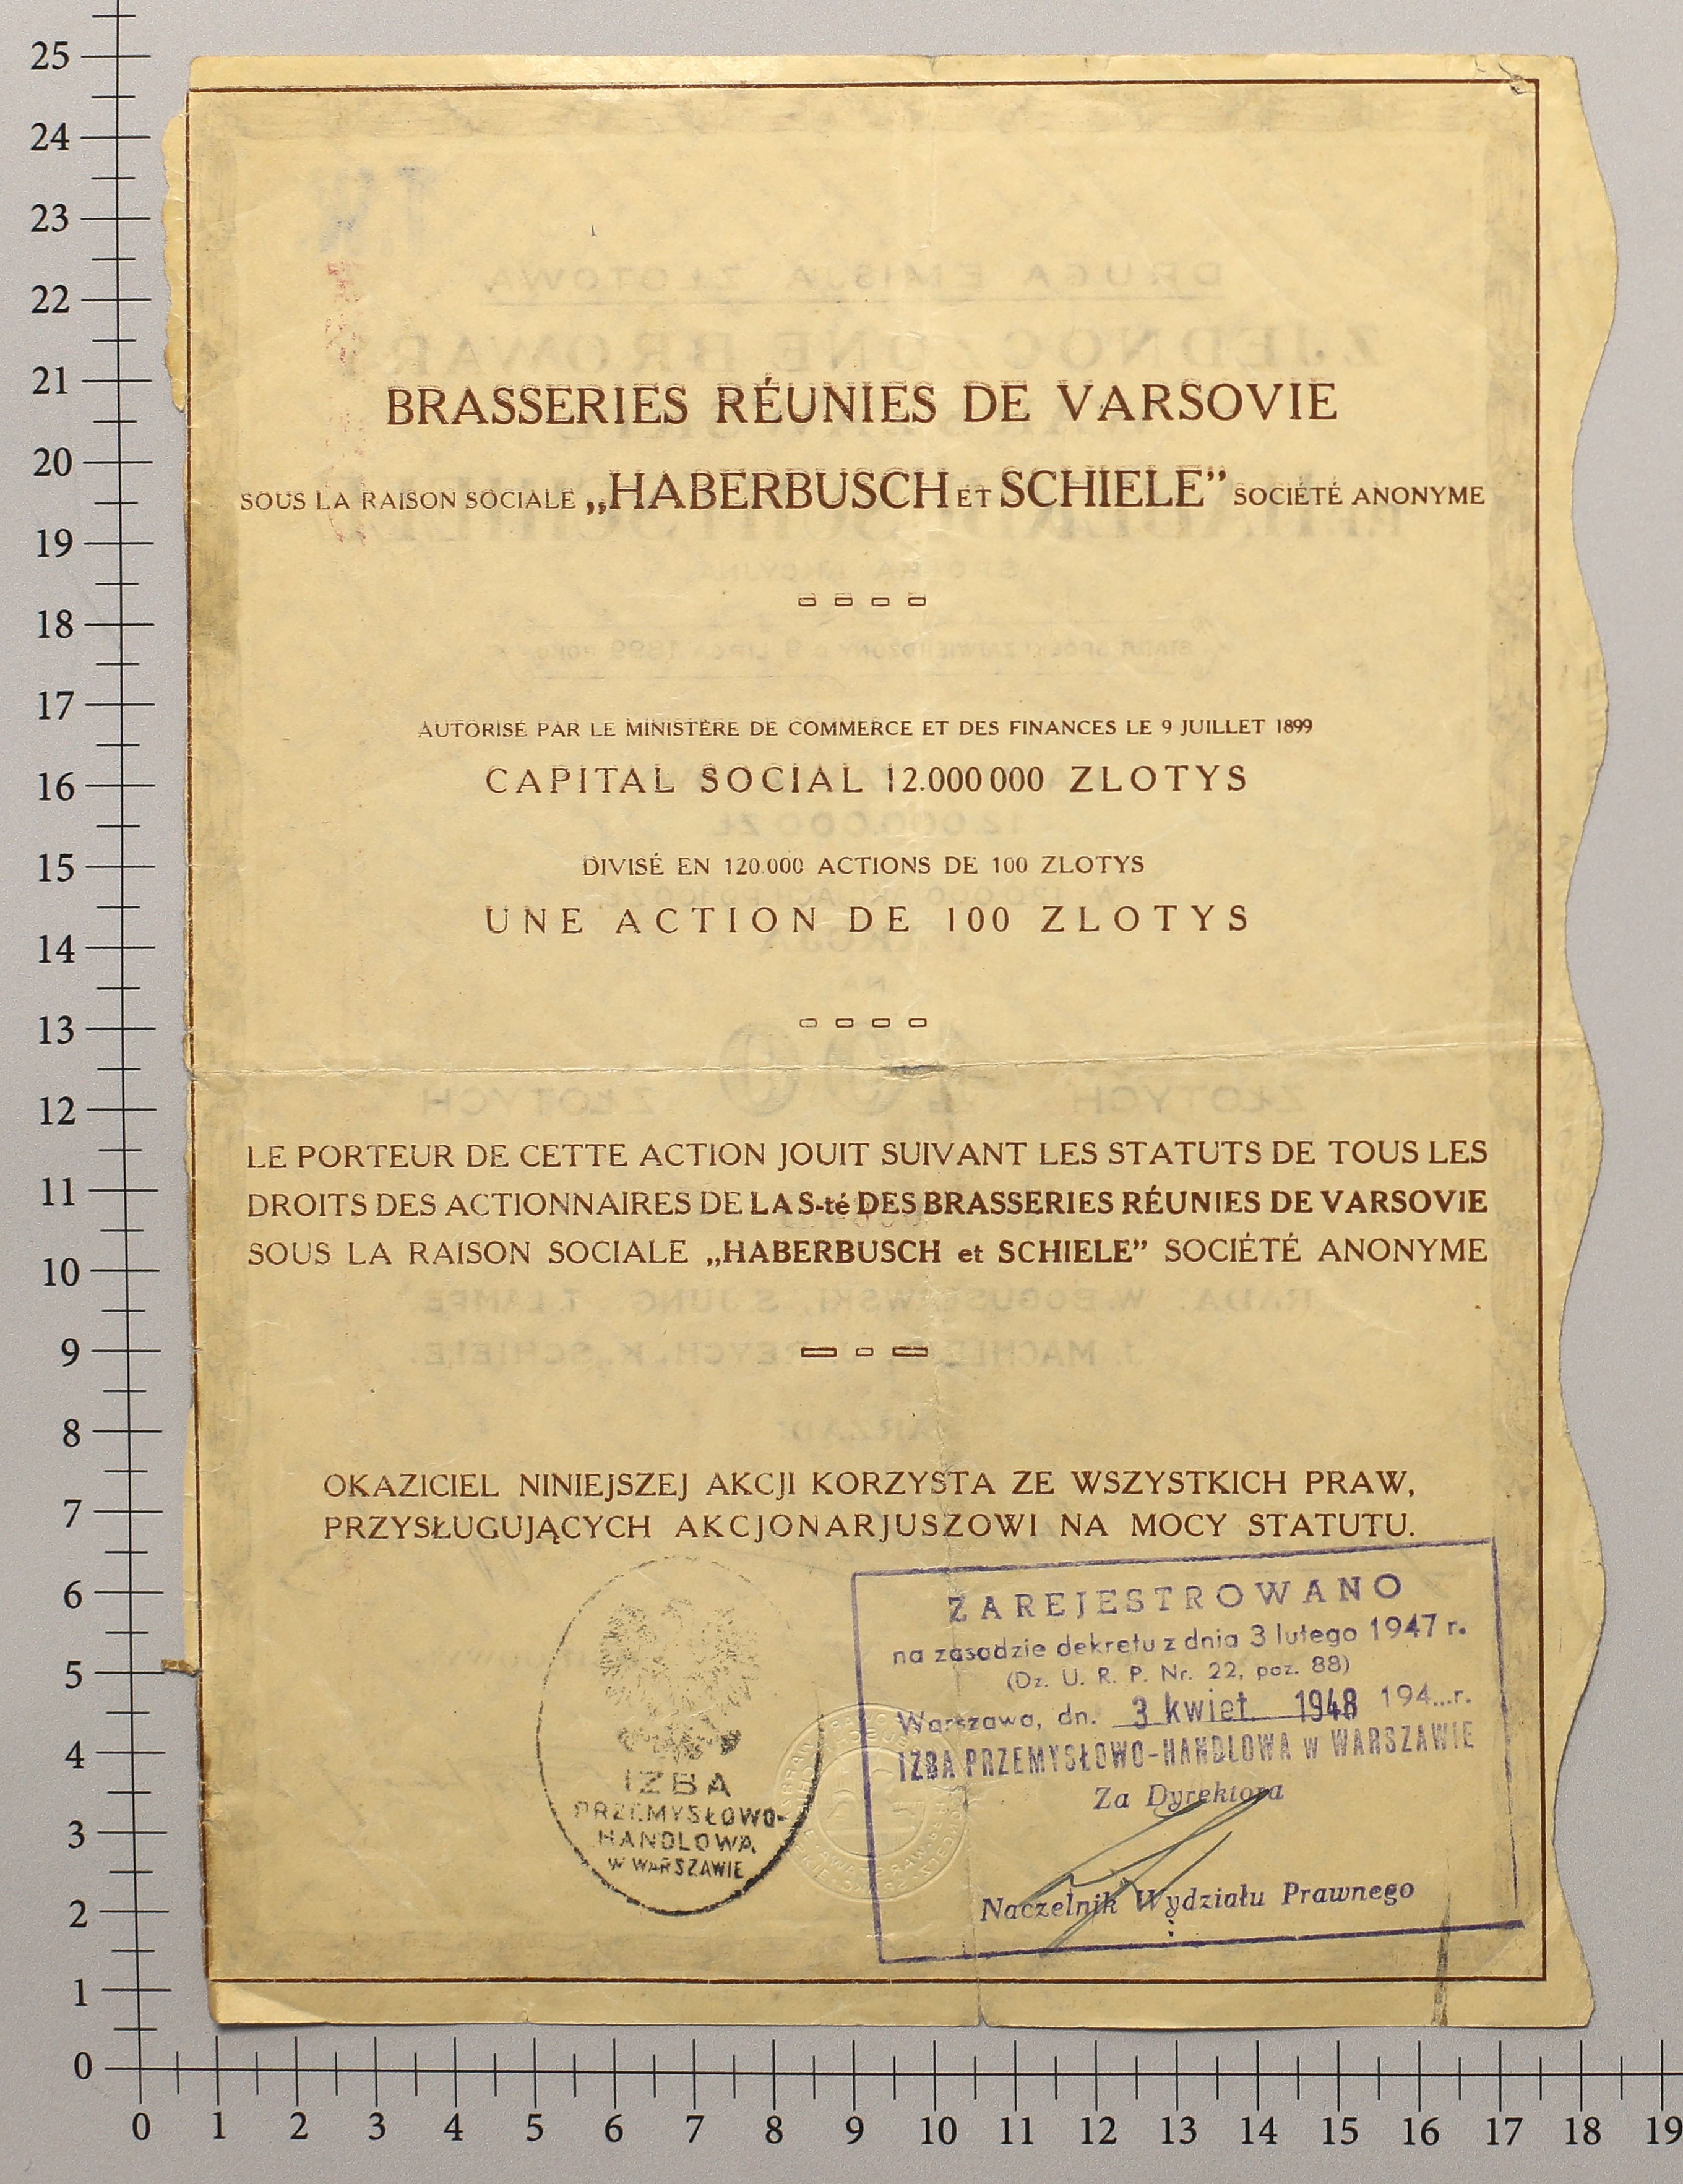 BRASSERIES RÉUNIES DE VARSOVIE
SOUS LA RAISON SOCIALE „HABERBUSCH ET SCHIELE” SOCIÉTÉ ANONYME
AUTORISÉ PAR LE MINISTÈRE DE COMMERCE ET DES FINANCES LE 9 JUILLET 1899
CAPITAL SOCIAL 12.000000 ZLOTYS
DIVISÉ EN 120.000 ACTIONS DE 100 ZLOTYS
UNE ACTION DE 100 ZLOTYS
LE PORTEUR DE CETTE ACTION JOUIT SUIVANT LES STATUTS DE TOUS LES
DROITS DES ACTIONNAIRES DE LA S-té DES BRASSERIES RÉUNIES DE VARSOVIE
SOUS LA RAISON SOCIALE „HABERBUSCH et SCHIELE” SOCIÉTÉ ANONYME
OKAZICIEL NINIEJSZEJ AKCJI KORZYSTA ZE WSZYSTKICH PRAW,
PRZYSŁUGUJĄCYCH AKCJONARJUSZOWI NA MOCY STATUTU.
IZBA
PRZEMYSŁOWO-
HANDLOWA
W WARSZAWIE
ZAREJESTROWANO
na zasadzie dekretu z dnia 3 lutego 1947 r.
(Dz. U. R. P. Nr. 22, poz. 88)
Warszawa, dn. 3 kwiet. 1948 194...r.
IZBA PRZEMYSŁOWO-HANDLOWA w WARSZAWIE
Za Dyrektora
Naczelnik Wydziału Prawnego
25
24
23
22
21
20
19
18
17
16
15
14
13
12
11
10
9
8
7
6
5
4
3
2
1
0
0 1 2 3 4 5 6 7 8 9 10 11 12 13 14 15 16 17 18 19